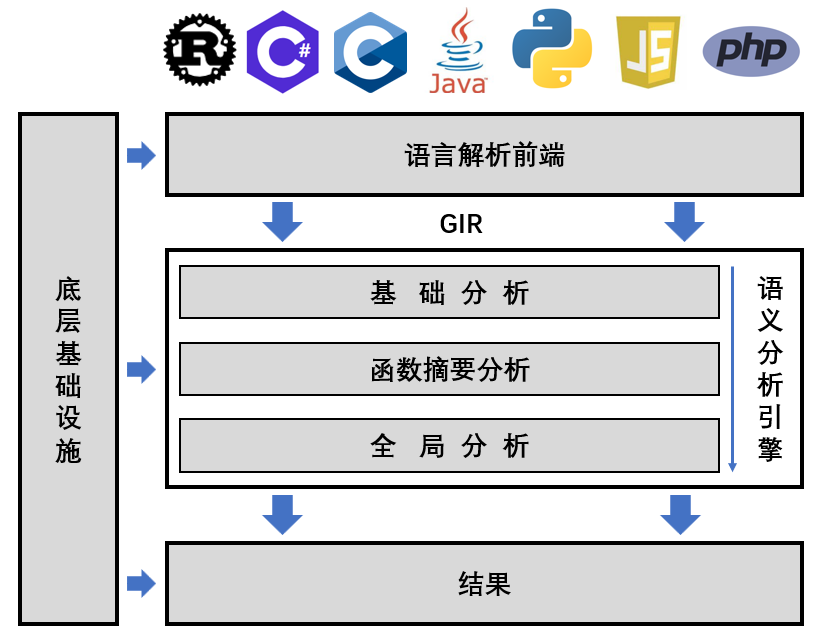 R
C#
C
Java
JS
php
语言解析前端
GIR
底层基础设施
基础分析
函数摘要分析
全局分析
语义分析引擎
结果